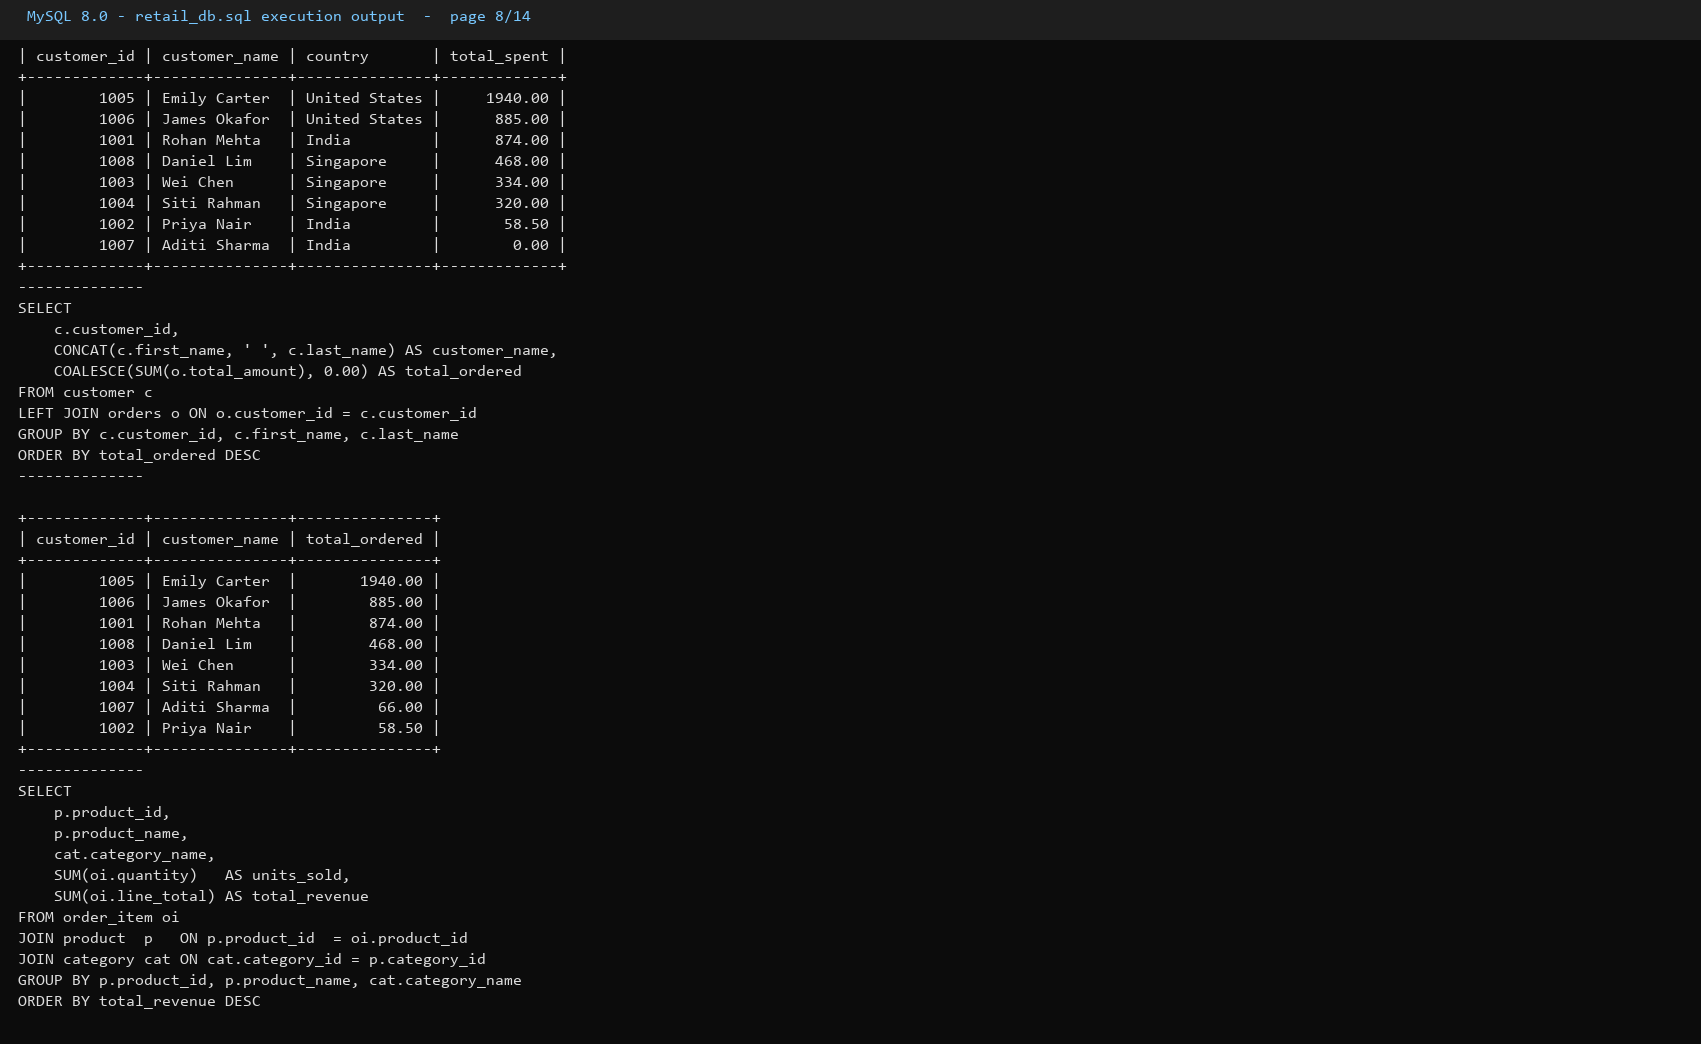 MySQL 8.0 - retail_db.sql execution output  -  page 8/14
| customer_id | customer_name | country       | total_spent |
+-------------+---------------+---------------+-------------+
|        1005 | Emily Carter  | United States |     1940.00 |
|        1006 | James Okafor  | United States |      885.00 |
|        1001 | Rohan Mehta   | India         |      874.00 |
|        1008 | Daniel Lim    | Singapore     |      468.00 |
|        1003 | Wei Chen      | Singapore     |      334.00 |
|        1004 | Siti Rahman   | Singapore     |      320.00 |
|        1002 | Priya Nair    | India         |       58.50 |
|        1007 | Aditi Sharma  | India         |        0.00 |
+-------------+---------------+---------------+-------------+
--------------
SELECT
    c.customer_id,
    CONCAT(c.first_name, ' ', c.last_name) AS customer_name,
    COALESCE(SUM(o.total_amount), 0.00) AS total_ordered
FROM customer c
LEFT JOIN orders o ON o.customer_id = c.customer_id
GROUP BY c.customer_id, c.first_name, c.last_name
ORDER BY total_ordered DESC
--------------

+-------------+---------------+---------------+
| customer_id | customer_name | total_ordered |
+-------------+---------------+---------------+
|        1005 | Emily Carter  |       1940.00 |
|        1006 | James Okafor  |        885.00 |
|        1001 | Rohan Mehta   |        874.00 |
|        1008 | Daniel Lim    |        468.00 |
|        1003 | Wei Chen      |        334.00 |
|        1004 | Siti Rahman   |        320.00 |
|        1007 | Aditi Sharma  |         66.00 |
|        1002 | Priya Nair    |         58.50 |
+-------------+---------------+---------------+
--------------
SELECT
    p.product_id,
    p.product_name,
    cat.category_name,
    SUM(oi.quantity)   AS units_sold,
    SUM(oi.line_total) AS total_revenue
FROM order_item oi
JOIN product  p   ON p.product_id  = oi.product_id
JOIN category cat ON cat.category_id = p.category_id
GROUP BY p.product_id, p.product_name, cat.category_name
ORDER BY total_revenue DESC